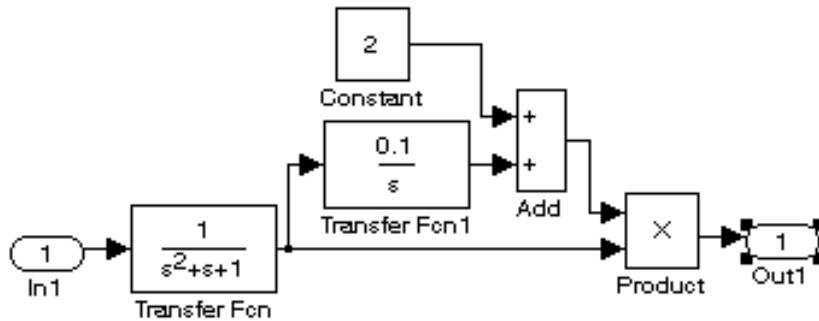 2
Constant
+
0.1
s
+
Transfer Fcn1
Add
1
1
s2+s+1
×
1
In1
Transfer Fcn
Product
Out1